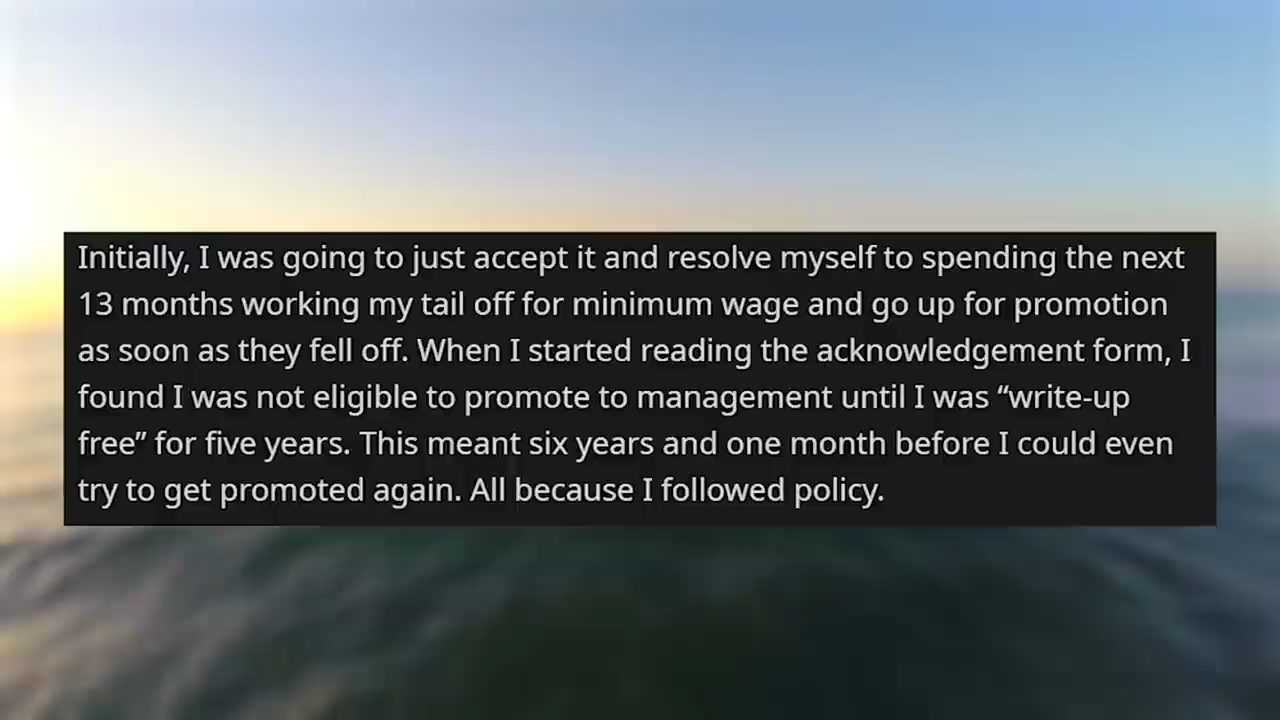 Initially, I was going to just accept it and resolve myself to spending the next
13 months working my tail off for minimum wage and go up for promotion
as soon as they fell off. When I started reading the acknowledgement form, I
found I was not eligible to promote to management until I was “write-up
free” for five years. This meant six years and one month before I could even
try to get promoted again. All because I followed policy.